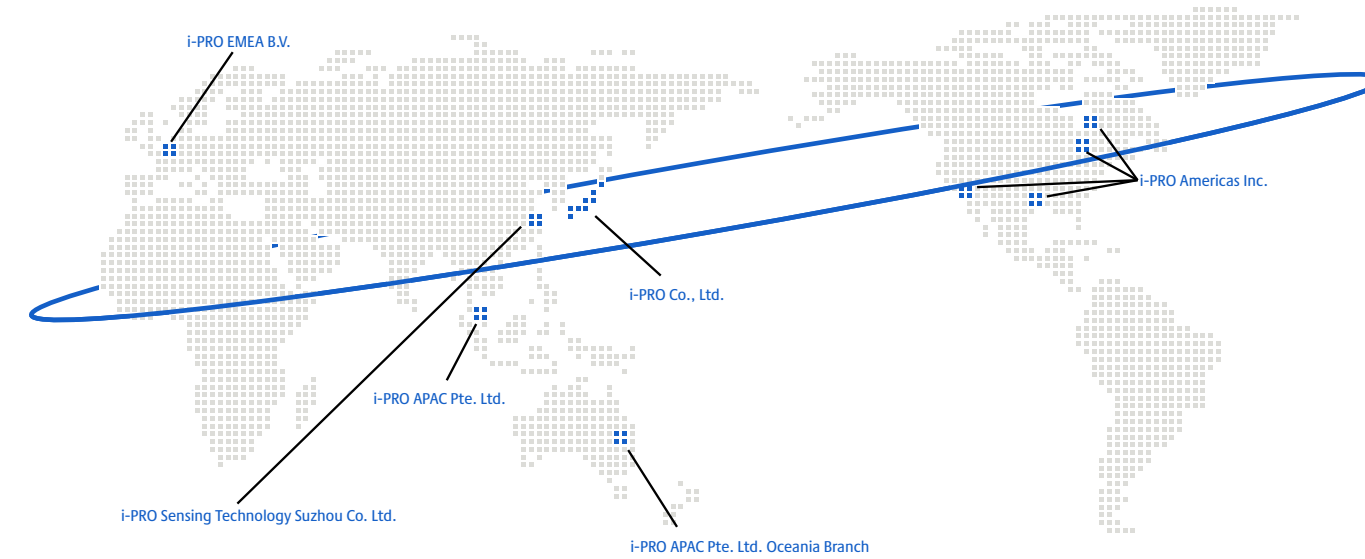 i-PRO EMEA B.V.
i-PRO Americas Inc.
i-PRO Co., Ltd.
i-PRO APAC Pte. Ltd.
i-PRO Sensing Technology Suzhou Co. Ltd.
i-PRO APAC Pte. Ltd. Oceania Branch